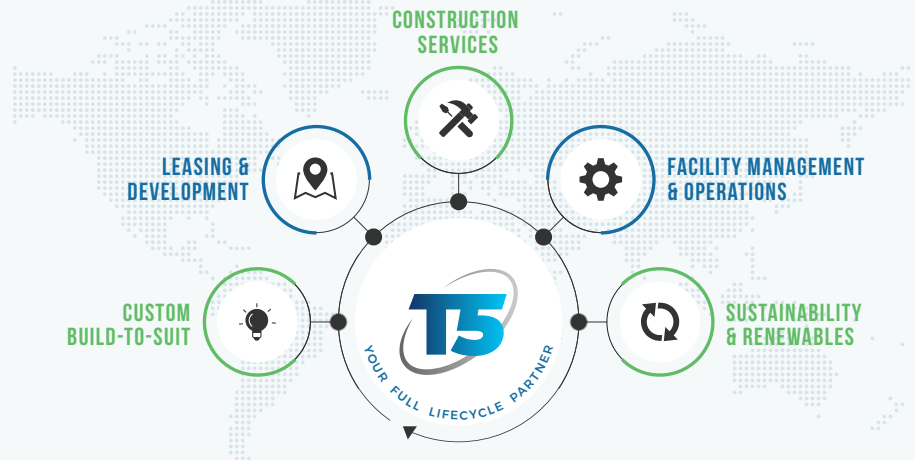 CONSTRUCTION
SERVICES
LEASING &
DEVELOPMENT
FACILITY MANAGEMENT
& OPERATIONS
CUSTOM
BUILD-TO-SUIT
SUSTAINABILITY
& RENEWABLES
T5
YOUR FULL LIFECYCLE PARTNER